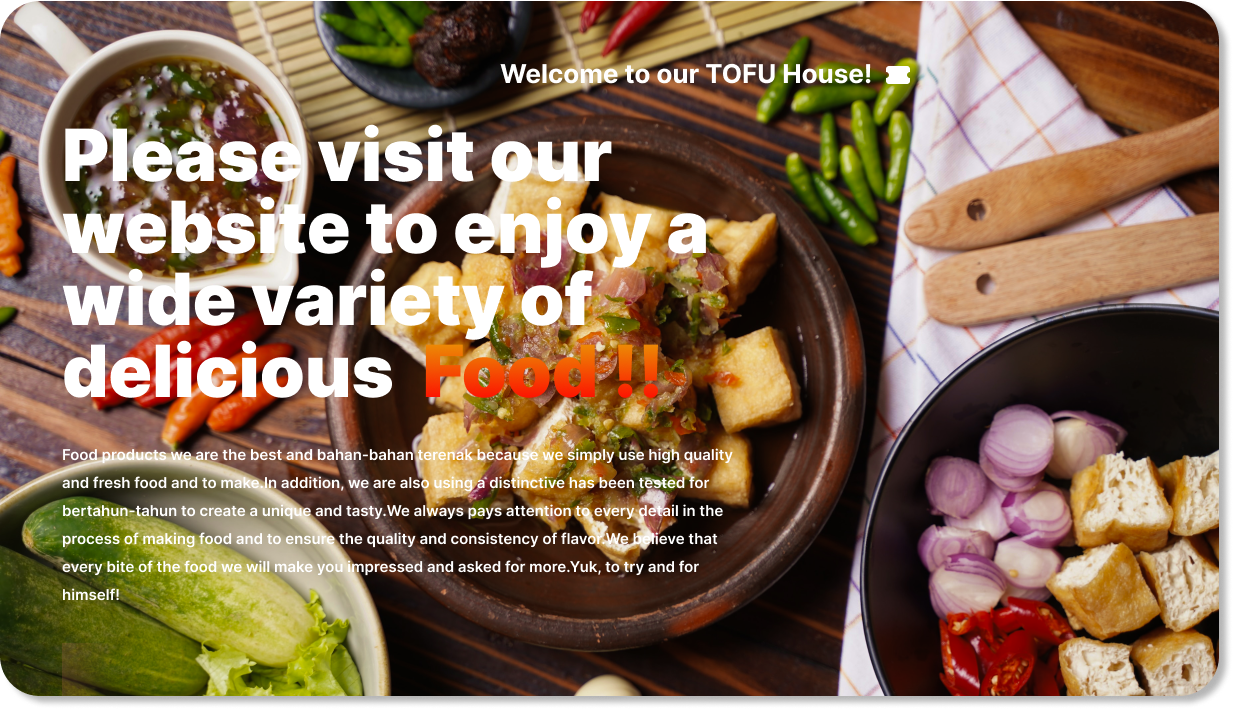 Welcome to our TOFU House!
Please visit our
website to enjoy a
wide variety of
delicious Food !!
Food products we are the best and bahan-bahan terenak because we simply use high quality
and fresh food and to make.In addition, we are also using a distinctive has been tested for
bertahun-tahun to create a unique and tasty.We always pays attention to every detail in the
process of making food and to ensure the quality and consistency of flavor.We believe that
every bite of the food we will make you impressed and asked for more.Yuk, to try and for
himself!